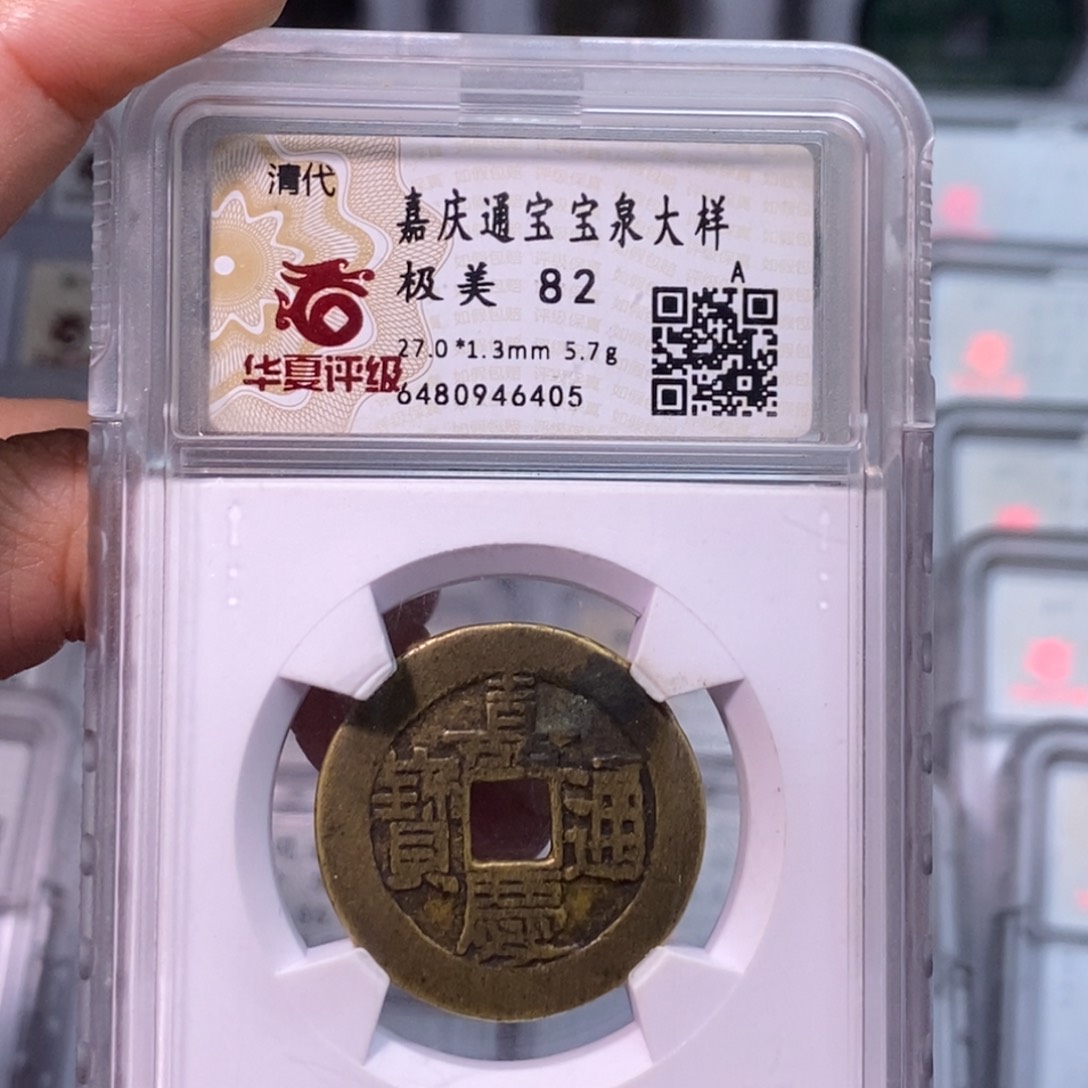 清代
嘉庆通宝宝泉大样
极美 82
A
27.0*1.3mm 5.7g
华夏评级
6480946405
嘉
寶 通
慶